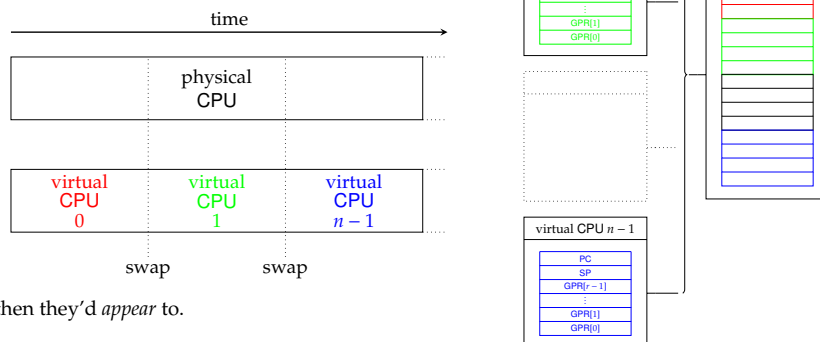 time
physical
CPU
virtual
CPU
0
virtual
CPU
1
virtual
CPU
n − 1
swap
swap
then they'd appear to.
⋮
GPR[1]
GPR[0]
virtual CPU n − 1
PC
SP
GPR[r − 1]
⋮
GPR[1]
GPR[0]